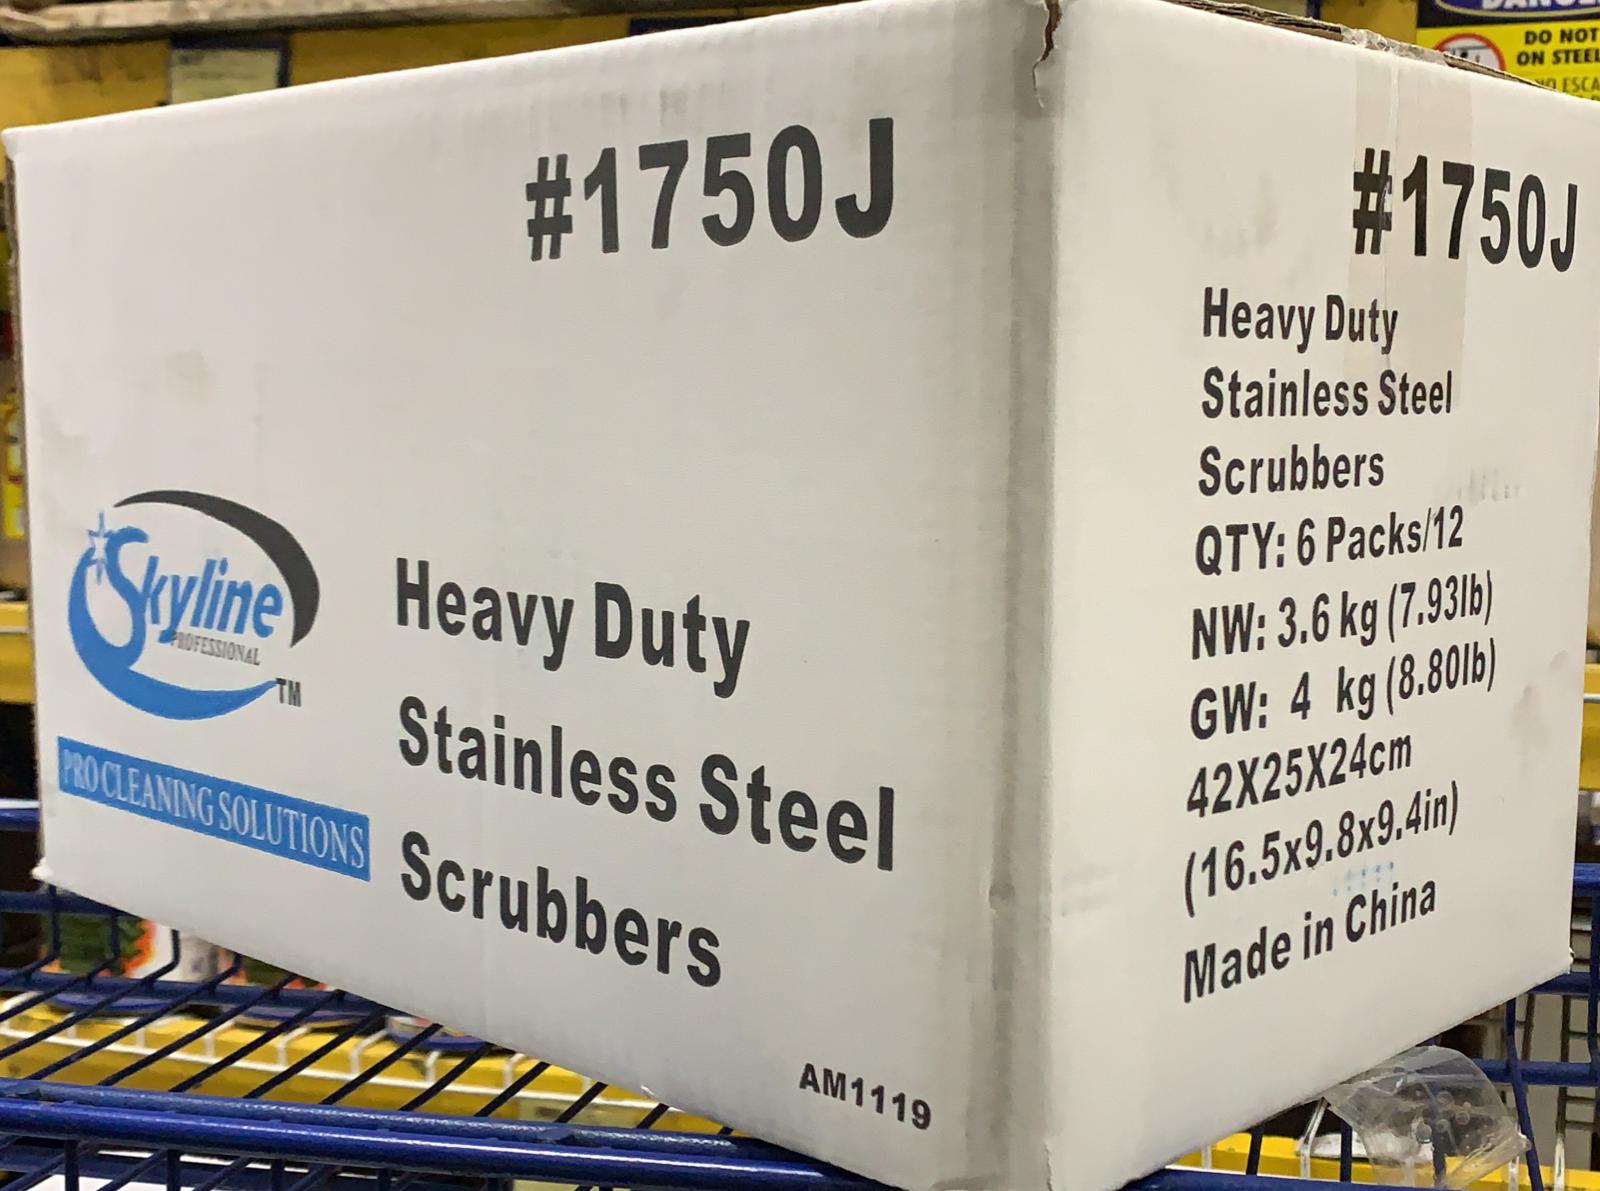 #1750J
Skyline
PROFESSIONAL
TM
PRO CLEANING SOLUTIONS
Heavy Duty
Stainless Steel
Scrubbers
AM1119
#1750J
Heavy Duty
Stainless Steel
Scrubbers
QTY: 6 Packs/12
NW: 3.6 kg (7.93lb)
GW: 4 kg (8.80lb)
42X25X24cm
(16.5x9.8x9.4in)
Made in China
DO NOT
ON STEEL